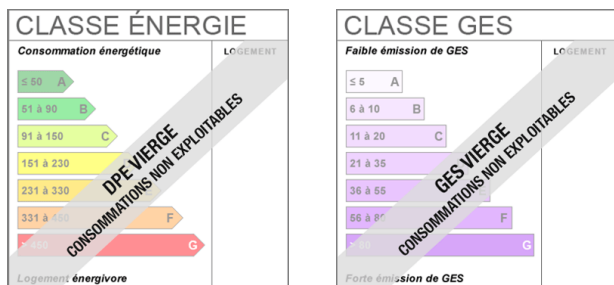 CLASSE ÉNERGIE
Consommation énergétique
LOGEMENT
≤ 50 A
51 à 90 B
91 à 150 C
151 à 230
231 à 330
331 à 450 F
> 450 G
Logement énergivore
DPE VIERGE
CONSOMMATIONS NON EXPLOITABLES
CLASSE GES
Faible émission de GES
LOGEMENT
≤ 5 A
6 à 10 B
11 à 20 C
21 à 35
36 à 55
56 à 80 F
> 80 G
Forte émission de GES
GES VIERGE
CONSOMMATIONS NON EXPLOITABLES